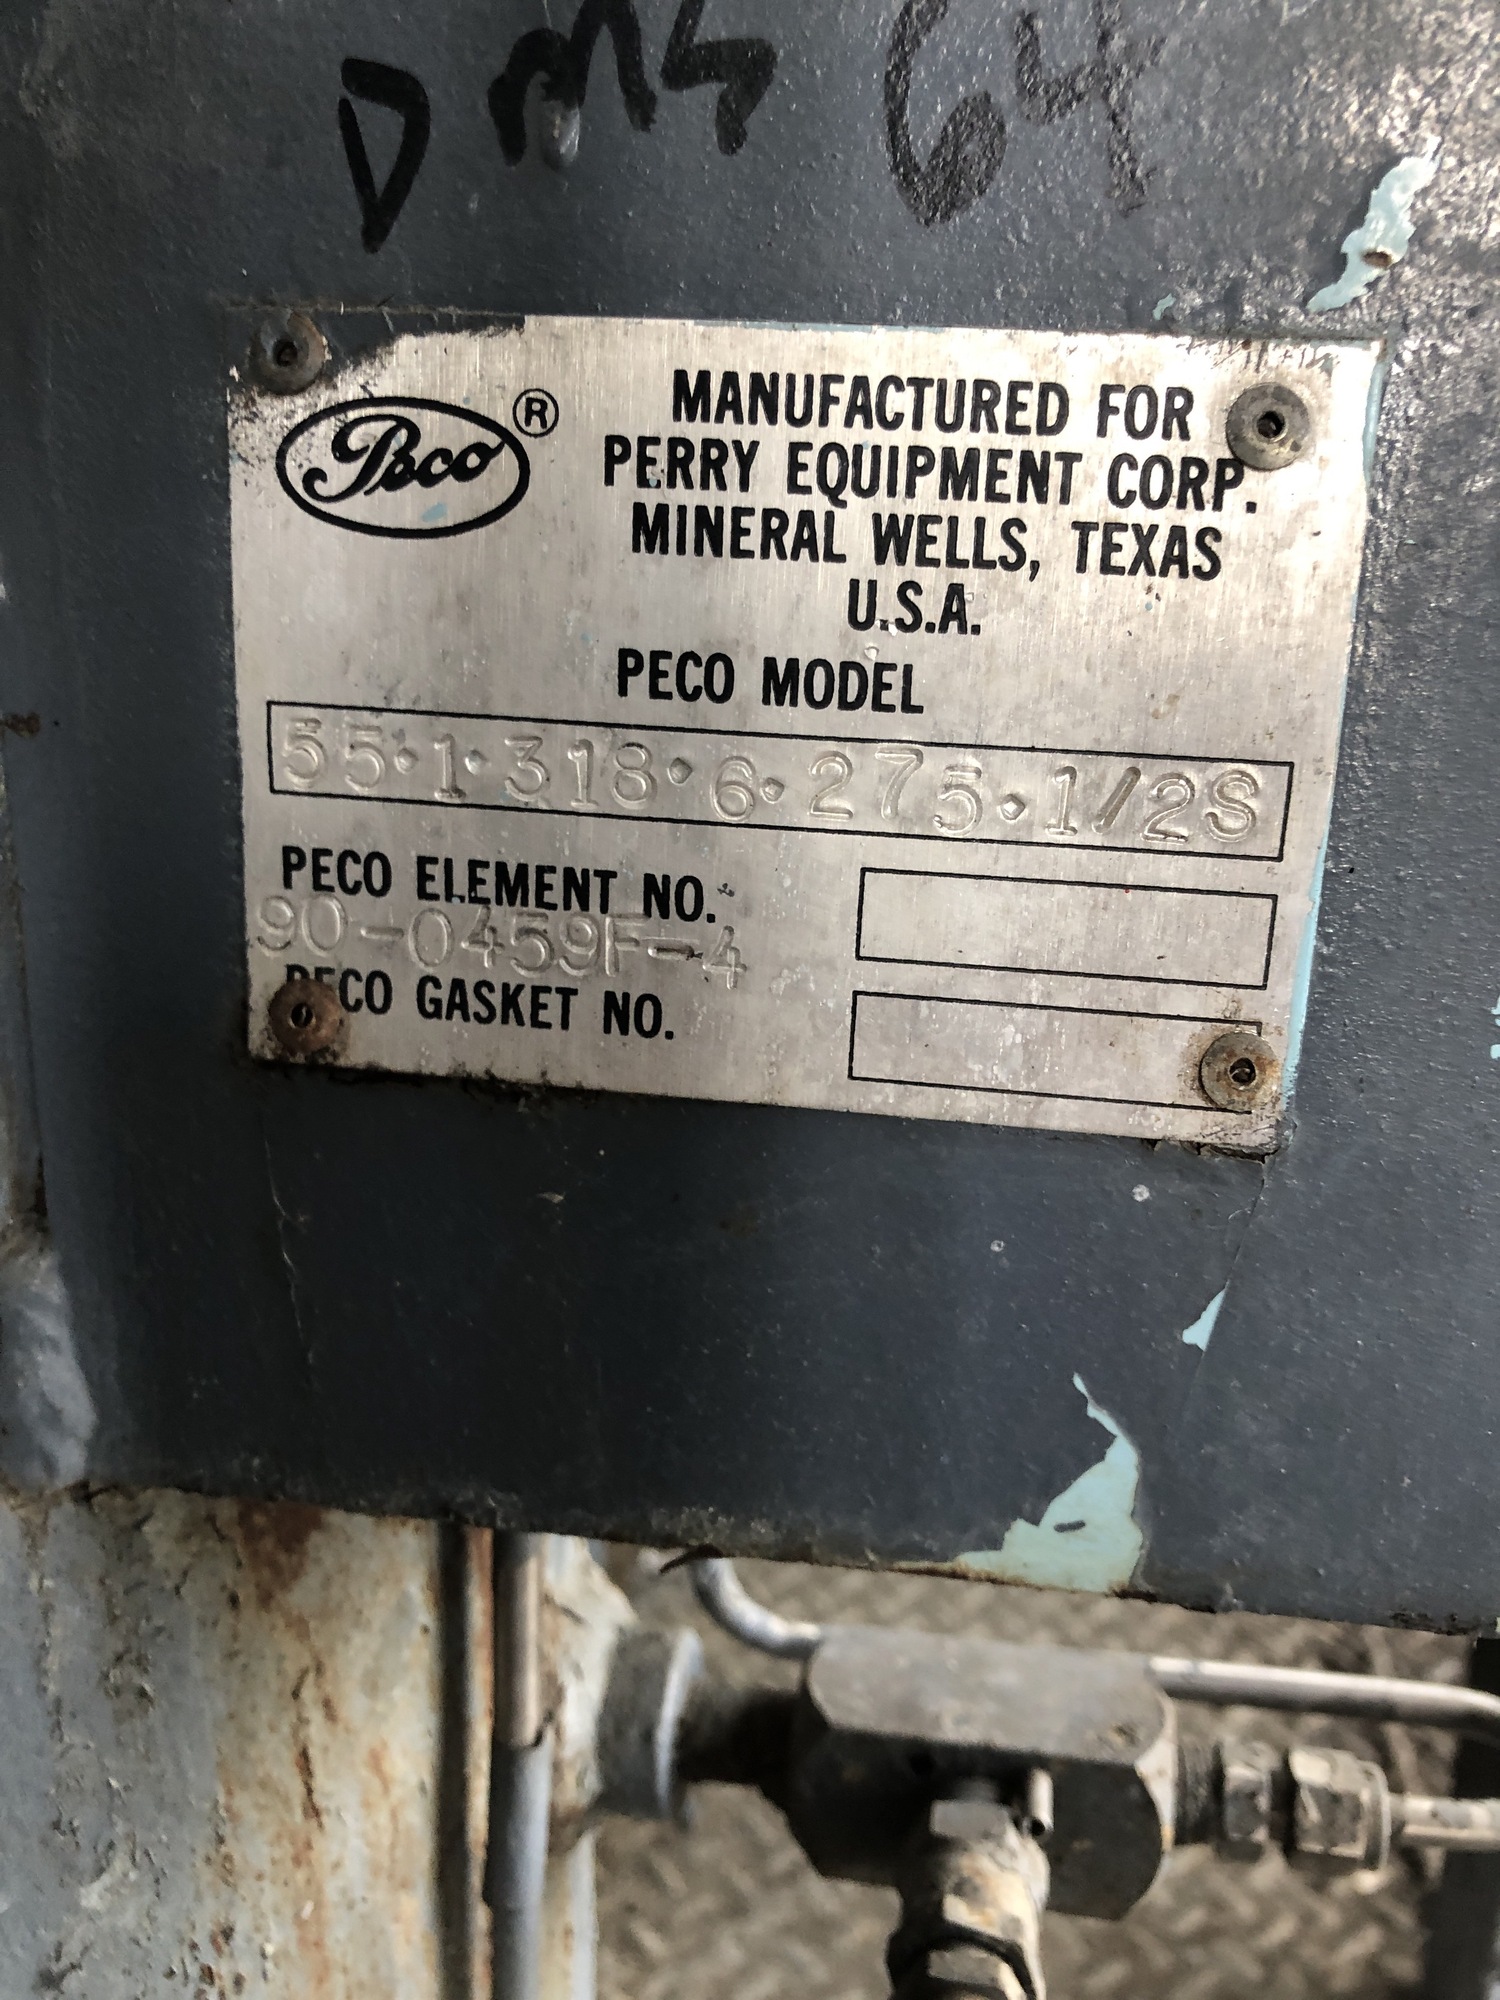 DMS 64
Peco ®
MANUFACTURED FOR
PERRY EQUIPMENT CORP.
MINERAL WELLS, TEXAS
U.S.A.
PECO MODEL
55·1·318·6·275·1/2S
PECO ELEMENT NO.
90-0459F-4
PECO GASKET NO.